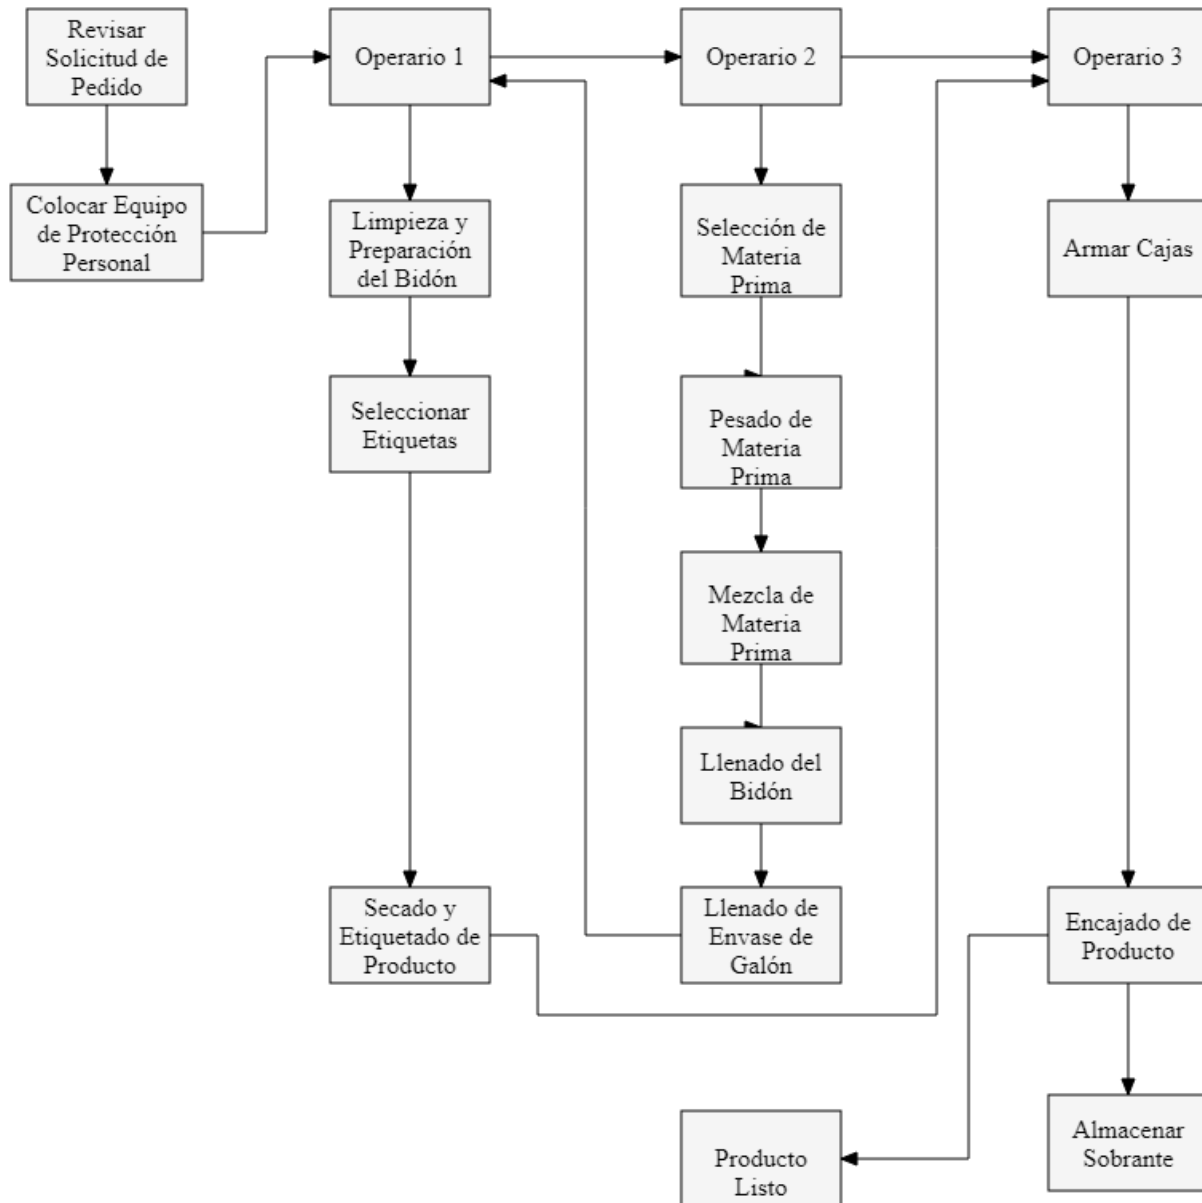 Revisar
Solicitud de
Pedido
Operario 1
Operario 2
Operario 3
Colocar Equipo
de Protección
Personal
Limpieza y
Preparación
del Bidón
Selección de
Materia
Prima
Armar Cajas
Seleccionar
Etiquetas
Pesado de
Materia
Prima
Mezcla de
Materia
Prima
Llenado del
Bidón
Secado y
Etiquetado de
Producto
Llenado de
Envase de
Galón
Encajado de
Producto
Producto
Listo
Almacenar
Sobrante